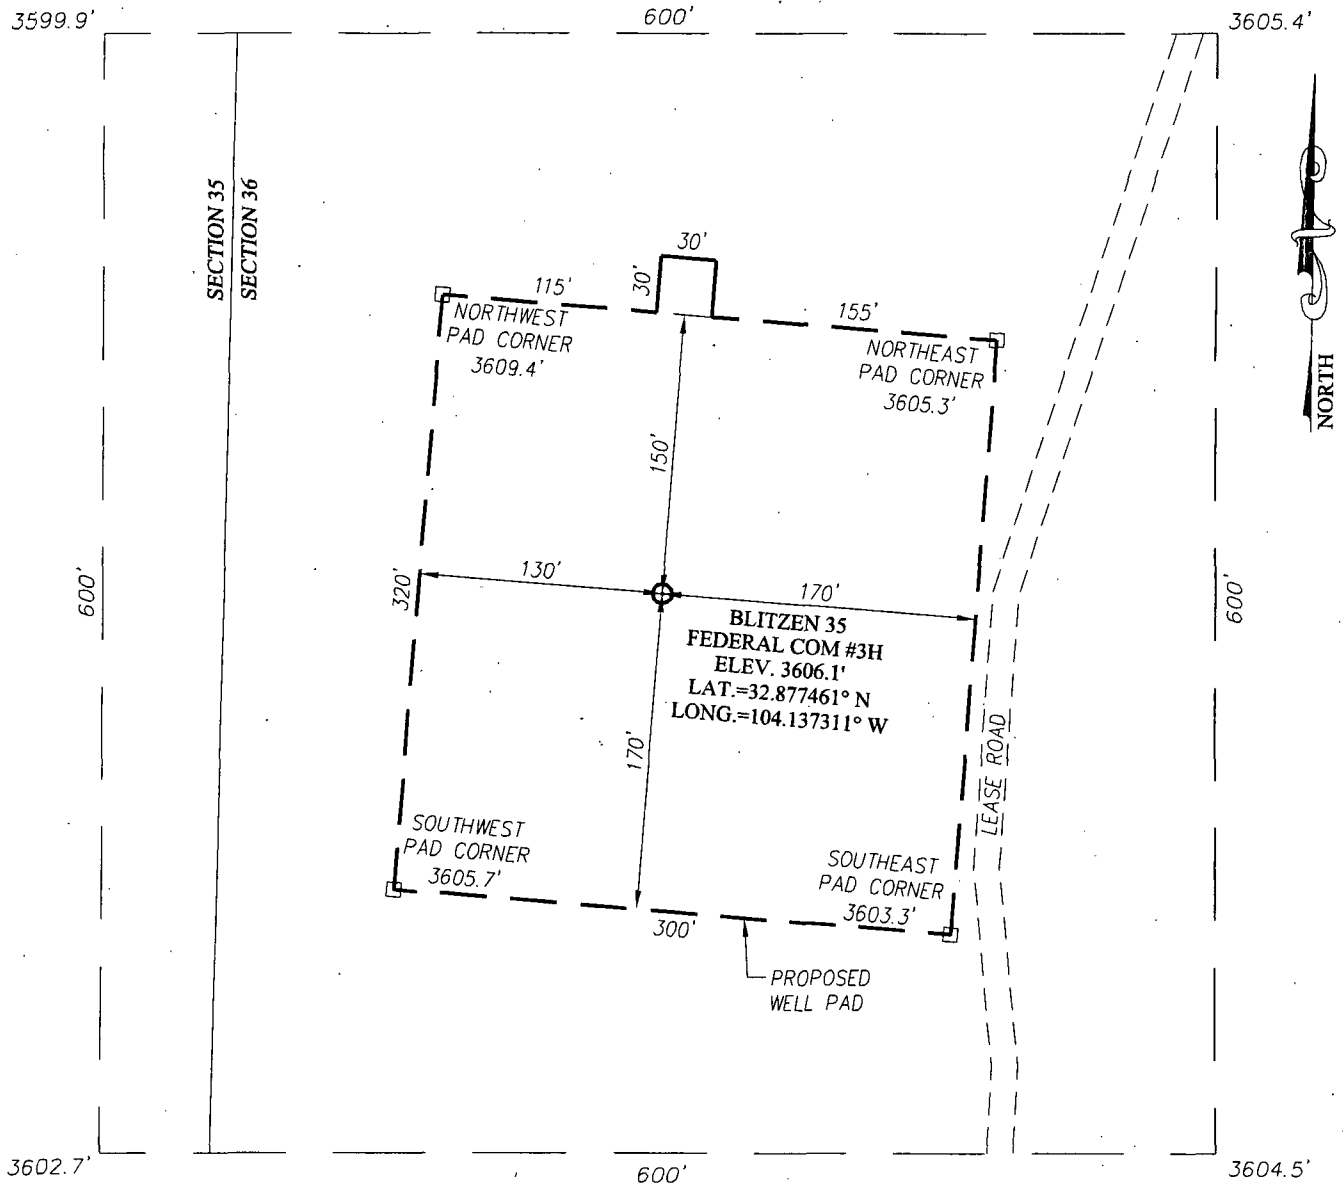 3599.9'
600'
3605.4'
SECTION 35
SECTION 36
30'
30'
115'
155'
NORTHWEST
PAD CORNER
3609.4'
NORTHEAST
PAD CORNER
3605.3'
NORTH
150'
600'
320'
130'
170'
600'
BLITZEN 35
FEDERAL COM #3H
ELEV. 3606.1'
LAT.=32.877461° N
LONG.=104.137311° W
170'
LEASE ROAD
SOUTHWEST
PAD CORNER
3605.7'
SOUTHEAST
PAD CORNER
3603.3'
300'
PROPOSED
WELL PAD
3602.7'
600'
3604.5'